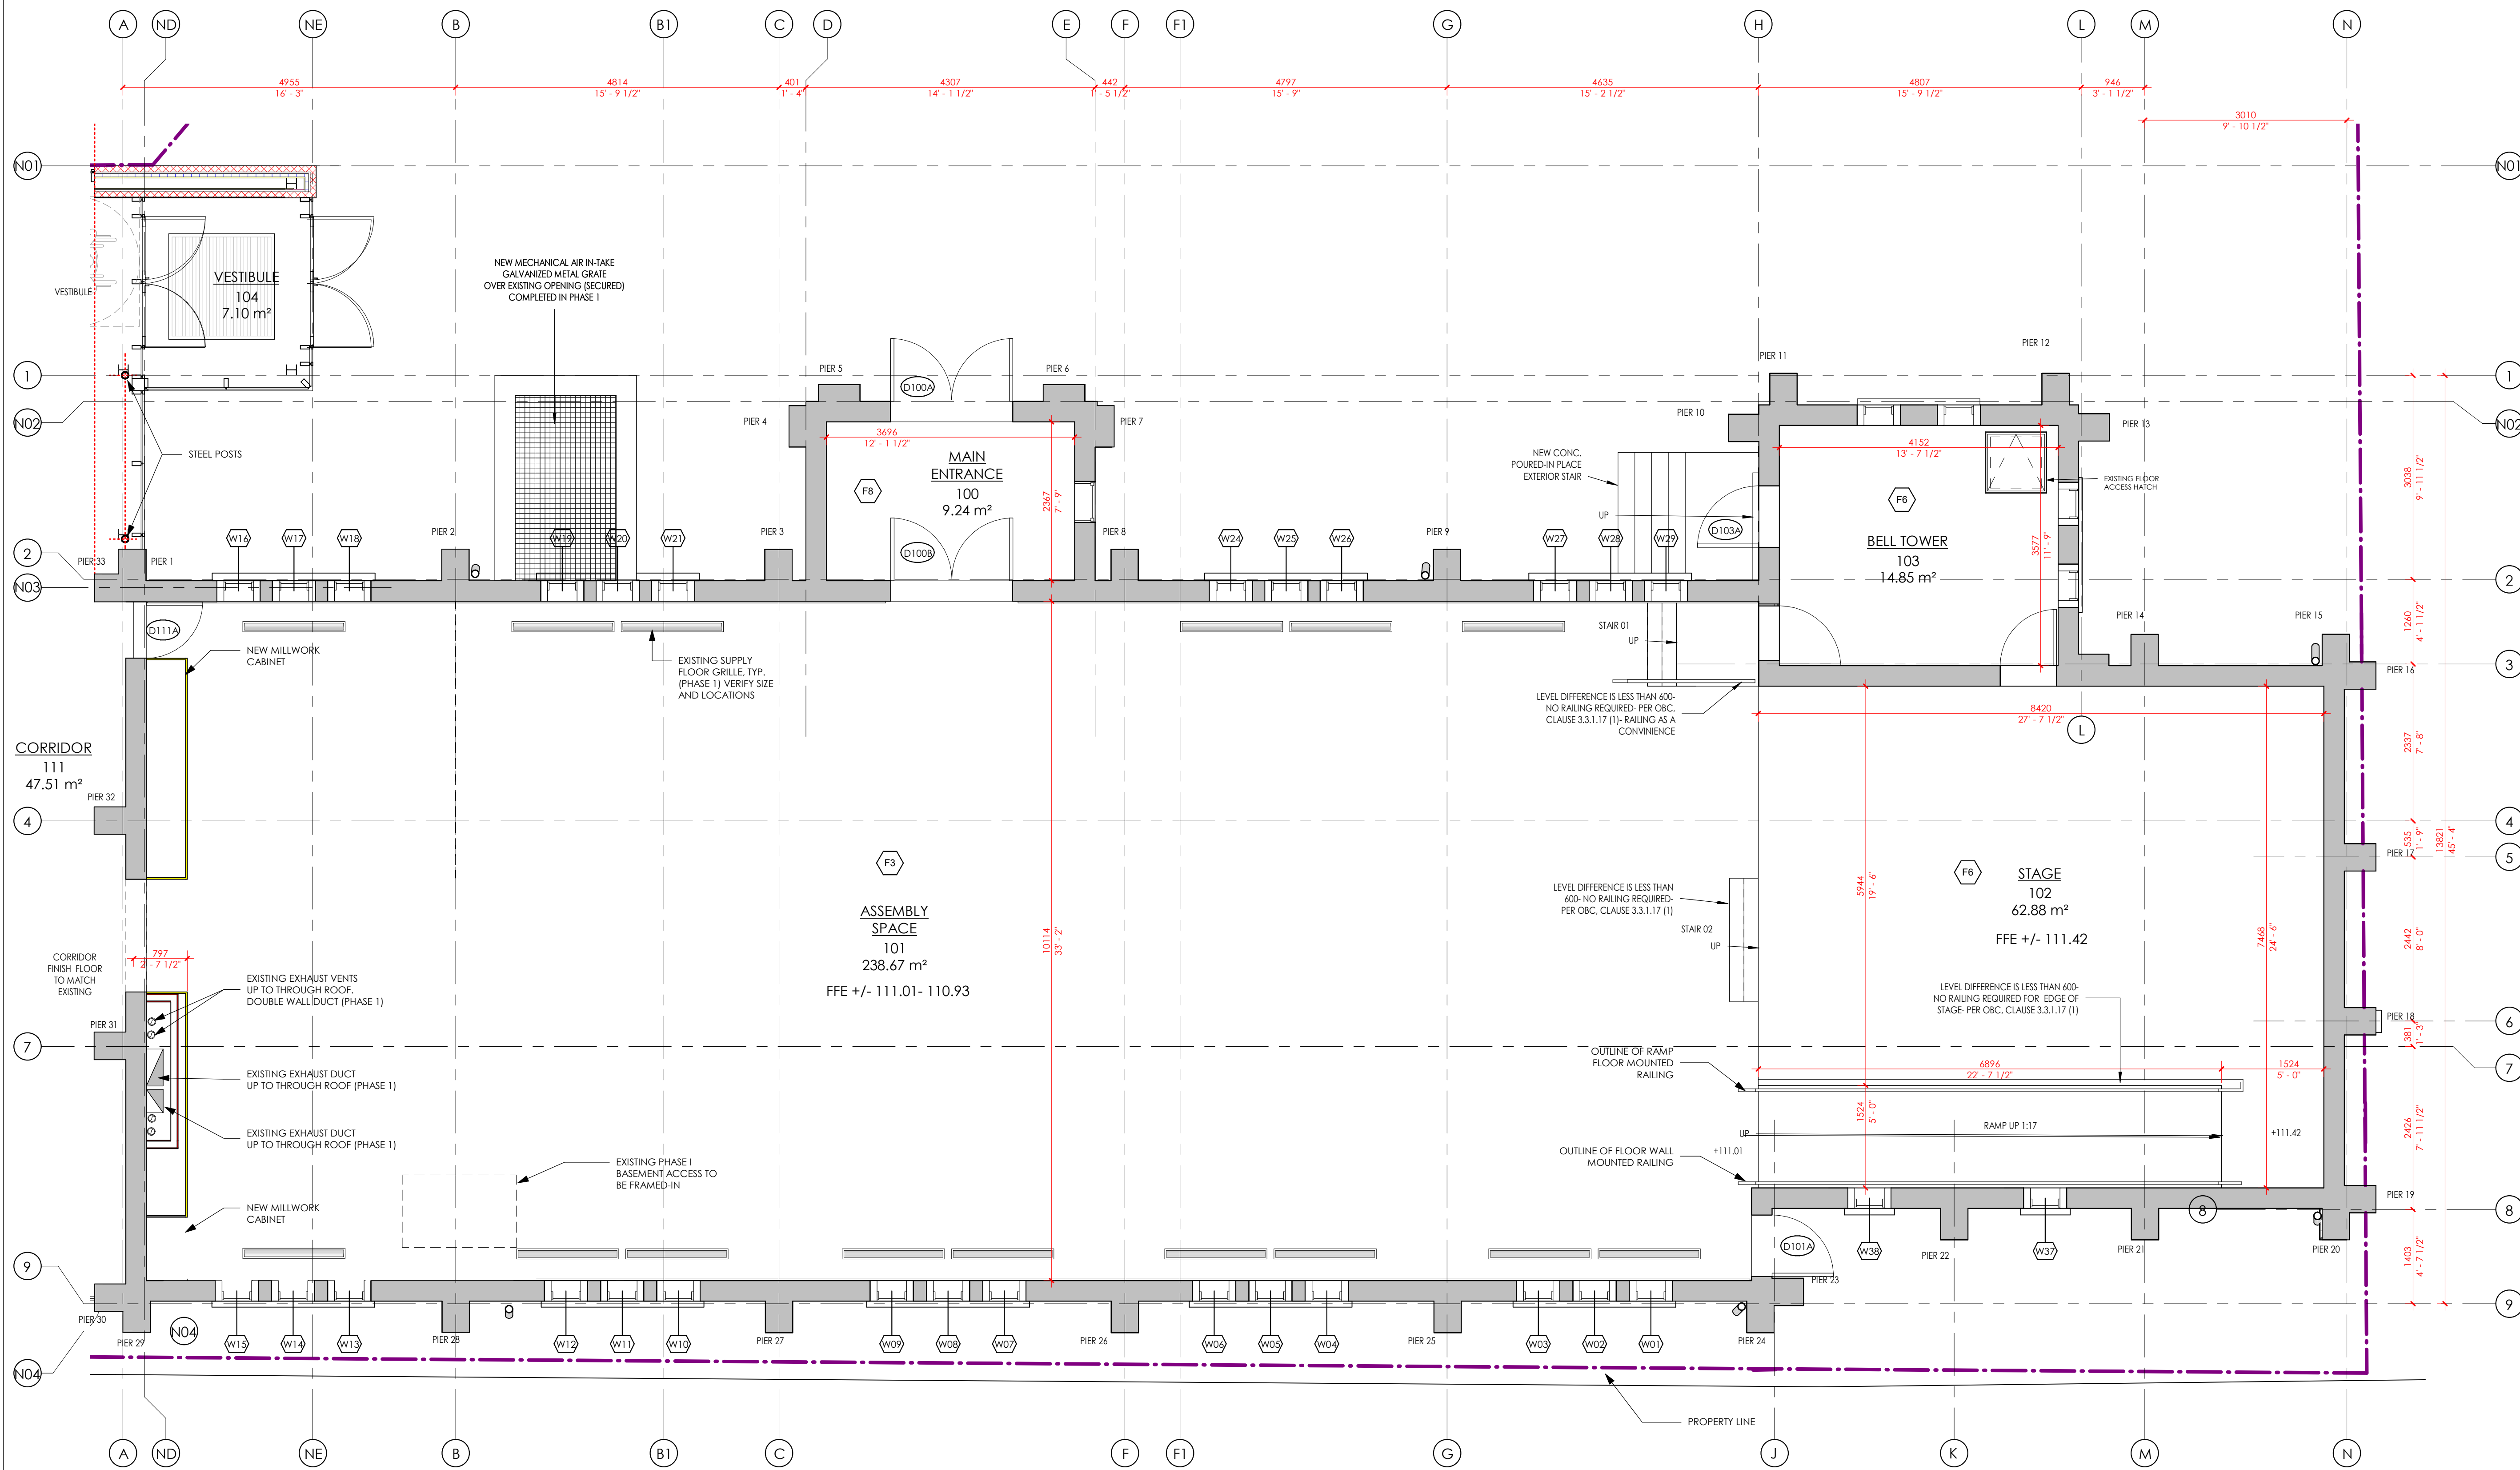 A
ND
NE
B
B1
C
D
E
F
F1
G
H
L
M
N
4955
16' - 3"
4814
15' - 9 1/2"
401
1' - 4"
4307
14' - 1 1/2"
442
1' - 5 1/2"
4797
15' - 9"
4635
15' - 2 1/2"
4807
15' - 9 1/2"
946
3' - 1 1/2"
3010
9' - 10 1/2"
N01
N01
VESTIBULE
VESTIBULE
104
7.10 m²
NEW MECHANICAL AIR IN-TAKE
GALVANIZED METAL GRATE
OVER EXISTING OPENING (SECURED)
COMPLETED IN PHASE 1
1
1
N02
N02
STEEL POSTS
PIER 5
PIER 6
D100A
PIER 4
PIER 7
3696
12' - 1 1/2"
MAIN
ENTRANCE
100
9.24 m²
F8
2367
7' - 9"
D100B
PIER 12
PIER 11
PIER 10
PIER 13
4152
13' - 7 1/2"
NEW CONC.
POURED-IN PLACE
EXTERIOR STAIR
UP
D103A
F6
EXISTING FLOOR
ACCESS HATCH
BELL TOWER
103
14.85 m²
3577
11' - 9"
3038
9' - 11 1/2"
13821
45' - 4"
2
2
N03
PIER 33
PIER 1
W16
W17
W18
PIER 2
W19
W20
W21
PIER 3
PIER 8
W24
W25
W26
PIER 9
W27
W28
W29
D111A
NEW MILLWORK
CABINET
EXISTING SUPPLY
FLOOR GRILLE, TYP.
(PHASE 1) VERIFY SIZE
AND LOCATIONS
STAIR 01
UP
LEVEL DIFFERENCE IS LESS THAN 600-
NO RAILING REQUIRED- PER OBC,
CLAUSE 3.3.1.17 (1)- RAILING AS A
CONVINIENCE
PIER 14
PIER 15
PIER 16
1260
4' - 1 1/2"
3
8420
27' - 7 1/2"
L
2337
7' - 8"
CORRIDOR
111
47.51 m²
PIER 32
4
4
535
1' - 9"
PIER 17
5
F3
ASSEMBLY
SPACE
101
238.67 m²
FFE +/- 111.01- 110.93
10114
33' - 2"
LEVEL DIFFERENCE IS LESS THAN
600- NO RAILING REQUIRED-
PER OBC, CLAUSE 3.3.1.17 (1)
STAIR 02
UP
5944
19' - 6"
F6
STAGE
102
62.88 m²
FFE +/- 111.42
7468
24' - 6"
2442
8' - 0"
CORRIDOR
FINISH FLOOR
TO MATCH
EXISTING
797
2' - 7 1/2"
EXISTING EXHAUST VENTS
UP TO THROUGH ROOF.
DOUBLE WALL DUCT (PHASE 1)
LEVEL DIFFERENCE IS LESS THAN 600-
NO RAILING REQUIRED FOR EDGE OF
STAGE- PER OBC, CLAUSE 3.3.1.17 (1)
PIER 31
7
PIER 18
6
381
1' - 3"
7
EXISTING EXHAUST DUCT
UP TO THROUGH ROOF (PHASE 1)
EXISTING EXHAUST DUCT
UP TO THROUGH ROOF (PHASE 1)
OUTLINE OF RAMP
FLOOR MOUNTED
RAILING
6896
22' - 7 1/2"
1524
5' - 0"
1524
5' - 0"
UP
RAMP UP 1:17
+111.42
2426
7' - 11 1/2"
OUTLINE OF FLOOR WALL
MOUNTED RAILING
+111.01
EXISTING PHASE I
BASEMENT ACCESS TO
BE FRAMED-IN
NEW MILLWORK
CABINET
PIER 19
8
8
D101A
W38
PIER 22
W37
PIER 21
PIER 20
1403
4' - 7 1/2"
9
9
PIER 23
PIER 30
N04
N04
PIER 29
W15
W14
W13
PIER 28
W12
W11
W10
PIER 27
W09
W08
W07
PIER 26
W06
W05
W04
PIER 25
W03
W02
W01
PIER 24
PROPERTY LINE
A
ND
NE
B
B1
C
F
F1
G
J
K
M
N